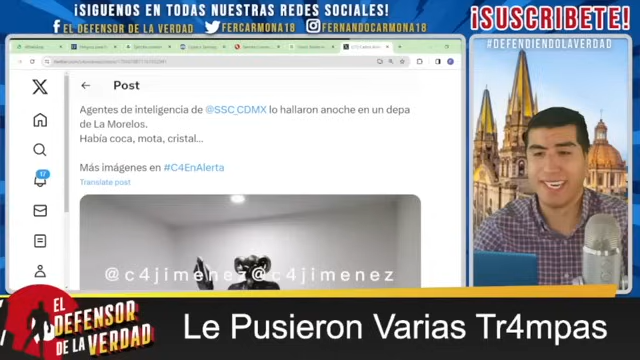 ¡SIGUENOS EN TODAS NUESTRAS REDES SOCIALES!
EL DEFENSOR DE LA VERDAD
FERCARMONA18
FERNANDOCARMONA18
¡SUSCRIBETE!
#DEFENDIENDOLAVERDAD
Post
Agentes de inteligencia de @SSC_CDMX lo hallaron anoche en un depa
de La Morelos.
Había coca, mota, cristal...
Más imágenes en #C4EnAlerta
Translate post
17
@c4jimenez@c4jimenez
EL
DEFENSOR
DE LA VERDAD
Le Pusieron Varias Tr4mpas